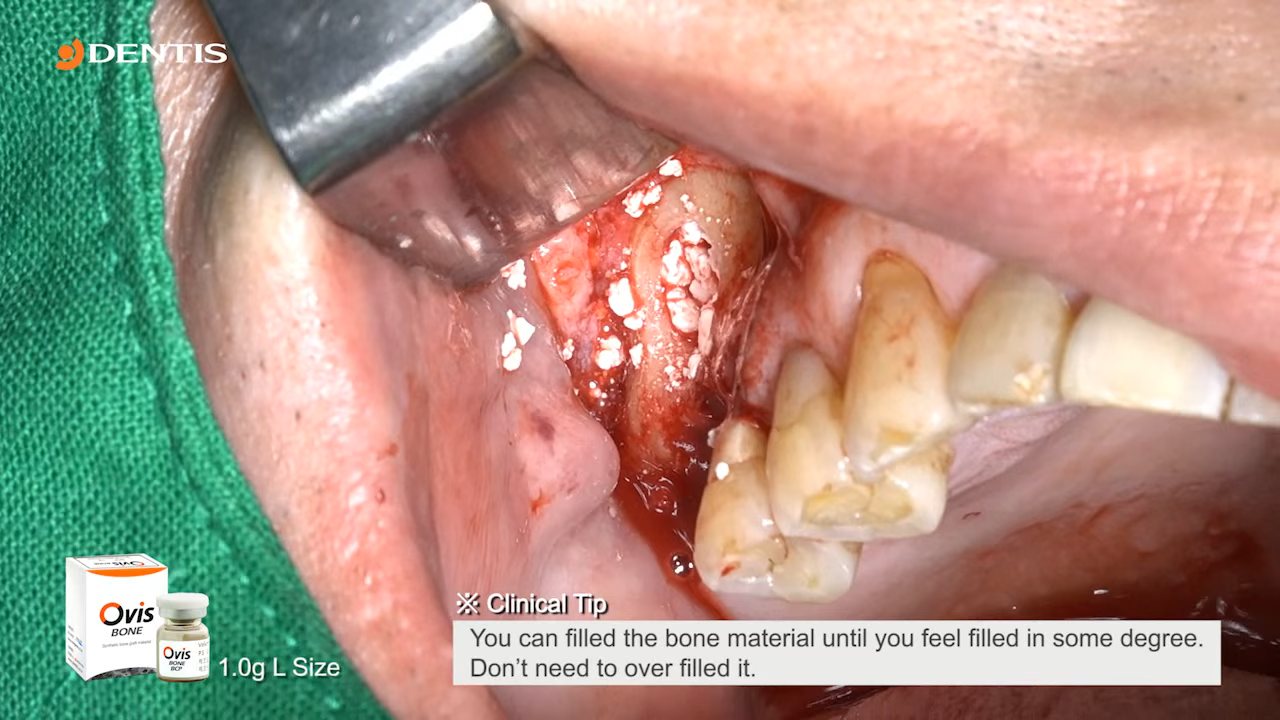 DENTIS
※ Clinical Tip
You can filled the bone material until you feel filled in some degree.
Don't need to over filled it.
Ovis
BONE
Ovis
BONE
BCP
1.0g L Size